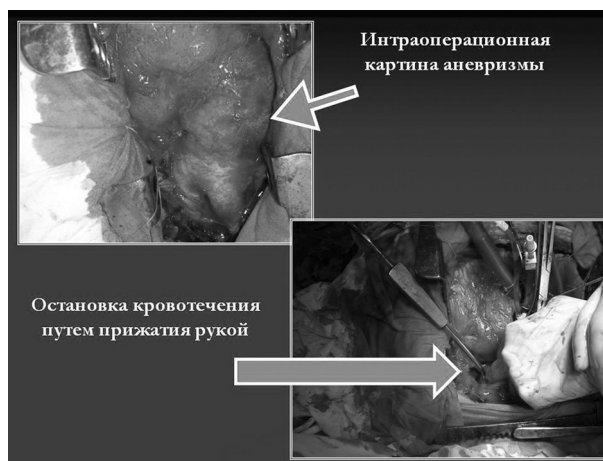 Интраоперационная
картина аневризмы
Остановка кровотечения
путем прижатия рукой